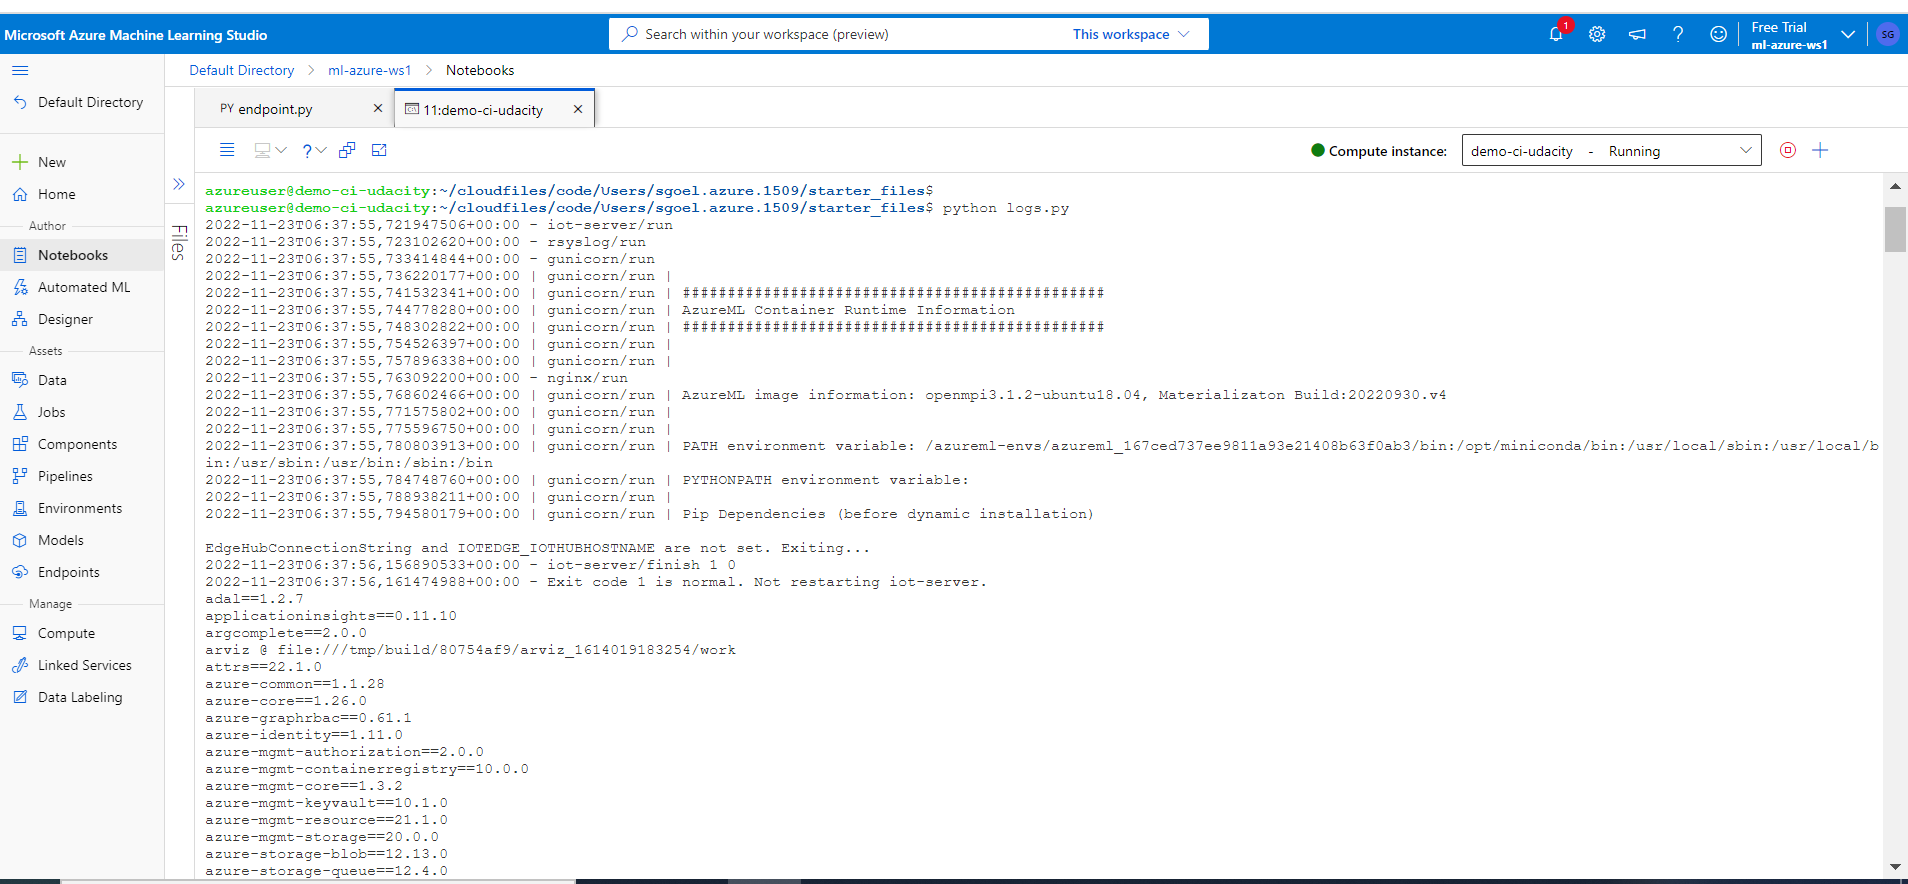 Microsoft Azure Machine Learning Studio
Search within your workspace (preview)
This workspace
1
?
Free Trial
ml-azure-ws1
SG
Default Directory
ml-azure-ws1
Notebooks
Default Directory
New
Home
Author
Notebooks
Automated ML
Designer
Assets
Data
Jobs
Components
Pipelines
Environments
Models
Endpoints
Manage
Compute
Linked Services
Data Labeling
Files
PY endpoint.py
11:demo-ci-udacity
?
Compute instance:
demo-ci-udacity - Running
azureuser@demo-ci-udacity:~/cloudfiles/code/Users/sgoel.azure.1509/starter_files$
azureuser@demo-ci-udacity:~/cloudfiles/code/Users/sgoel.azure.1509/starter_files$ python logs.py
2022-11-23T06:37:55,721947506+00:00 - iot-server/run
2022-11-23T06:37:55,723102620+00:00 - rsyslog/run
2022-11-23T06:37:55,733414844+00:00 - gunicorn/run
2022-11-23T06:37:55,736220177+00:00 | gunicorn/run |
2022-11-23T06:37:55,741532341+00:00 | gunicorn/run | ###############################################
2022-11-23T06:37:55,744778280+00:00 | gunicorn/run | AzureML Container Runtime Information
2022-11-23T06:37:55,748302822+00:00 | gunicorn/run | ###############################################
2022-11-23T06:37:55,754526397+00:00 | gunicorn/run |
2022-11-23T06:37:55,757896338+00:00 | gunicorn/run |
2022-11-23T06:37:55,763092200+00:00 - nginx/run
2022-11-23T06:37:55,768602466+00:00 | gunicorn/run | AzureML image information: openmpi3.1.2-ubuntu18.04, Materializaton Build:20220930.v4
2022-11-23T06:37:55,771575802+00:00 | gunicorn/run |
2022-11-23T06:37:55,775596750+00:00 | gunicorn/run |
2022-11-23T06:37:55,780803913+00:00 | gunicorn/run | PATH environment variable: /azureml-envs/azureml_167ced737ee9811a93e21408b63f0ab3/bin:/opt/miniconda/bin:/usr/local/sbin:/usr/local/b
in:/usr/sbin:/usr/bin:/sbin:/bin
2022-11-23T06:37:55,784748760+00:00 | gunicorn/run | PYTHONPATH environment variable:
2022-11-23T06:37:55,788938211+00:00 | gunicorn/run |
2022-11-23T06:37:55,794580179+00:00 | gunicorn/run | Pip Dependencies (before dynamic installation)
EdgeHubConnectionString and IOTEDGE_IOTHUBHOSTNAME are not set. Exiting...
2022-11-23T06:37:56,156890533+00:00 - iot-server/finish 1 0
2022-11-23T06:37:56,161474988+00:00 - Exit code 1 is normal. Not restarting iot-server.
adal==1.2.7
applicationinsights==0.11.10
argcomplete==2.0.0
arviz @ file:///tmp/build/80754af9/arviz_1614019183254/work
attrs==22.1.0
azure-common==1.1.28
azure-core==1.26.0
azure-graphrbac==0.61.1
azure-identity==1.11.0
azure-mgmt-authorization==2.0.0
azure-mgmt-containerregistry==10.0.0
azure-mgmt-core==1.3.2
azure-mgmt-keyvault==10.1.0
azure-mgmt-resource==21.1.0
azure-mgmt-storage==20.0.0
azure-storage-blob==12.13.0
azure-storage-queue==12.4.0